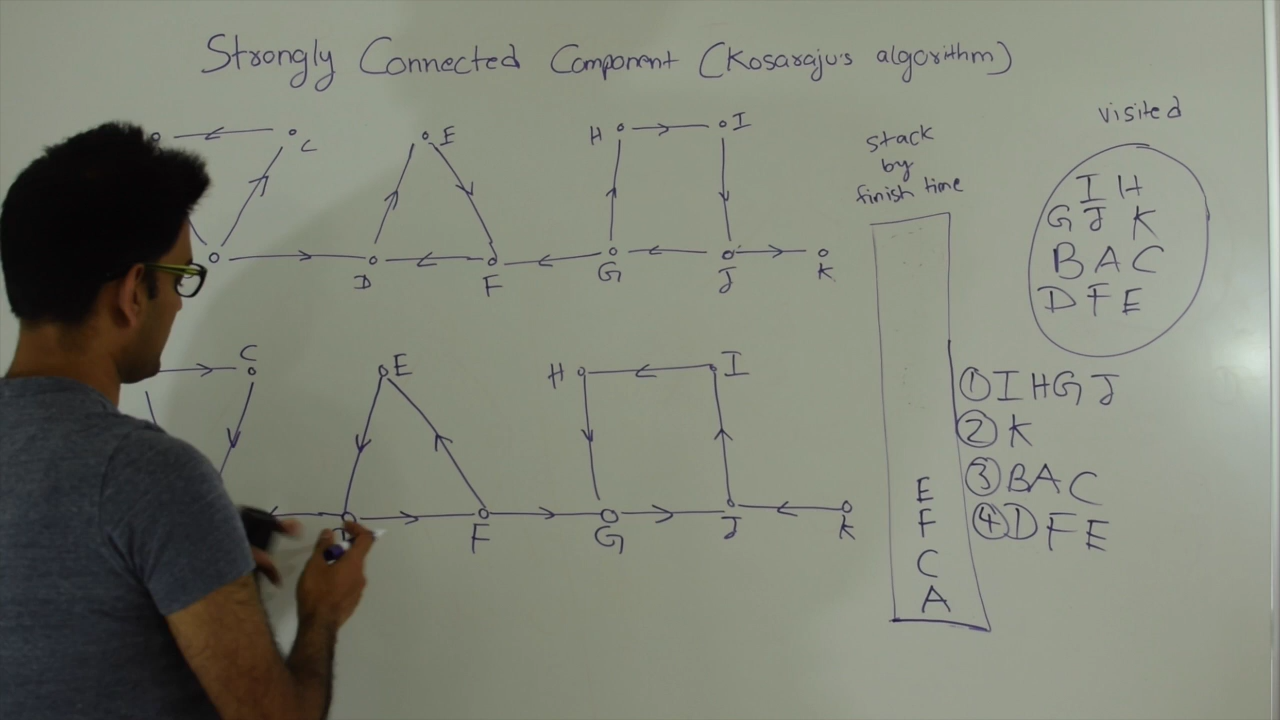 Strongly Connected Component (Kosaraju's algorithm)
visited
C
E
H
I
stack
by
finish time
I H
G J K
B A C
D F E
D
F
G
J
K
C
E
H
I
① I H G J
② K
③ B A C
④ D F E
F
G
J
K
E
F
C
A